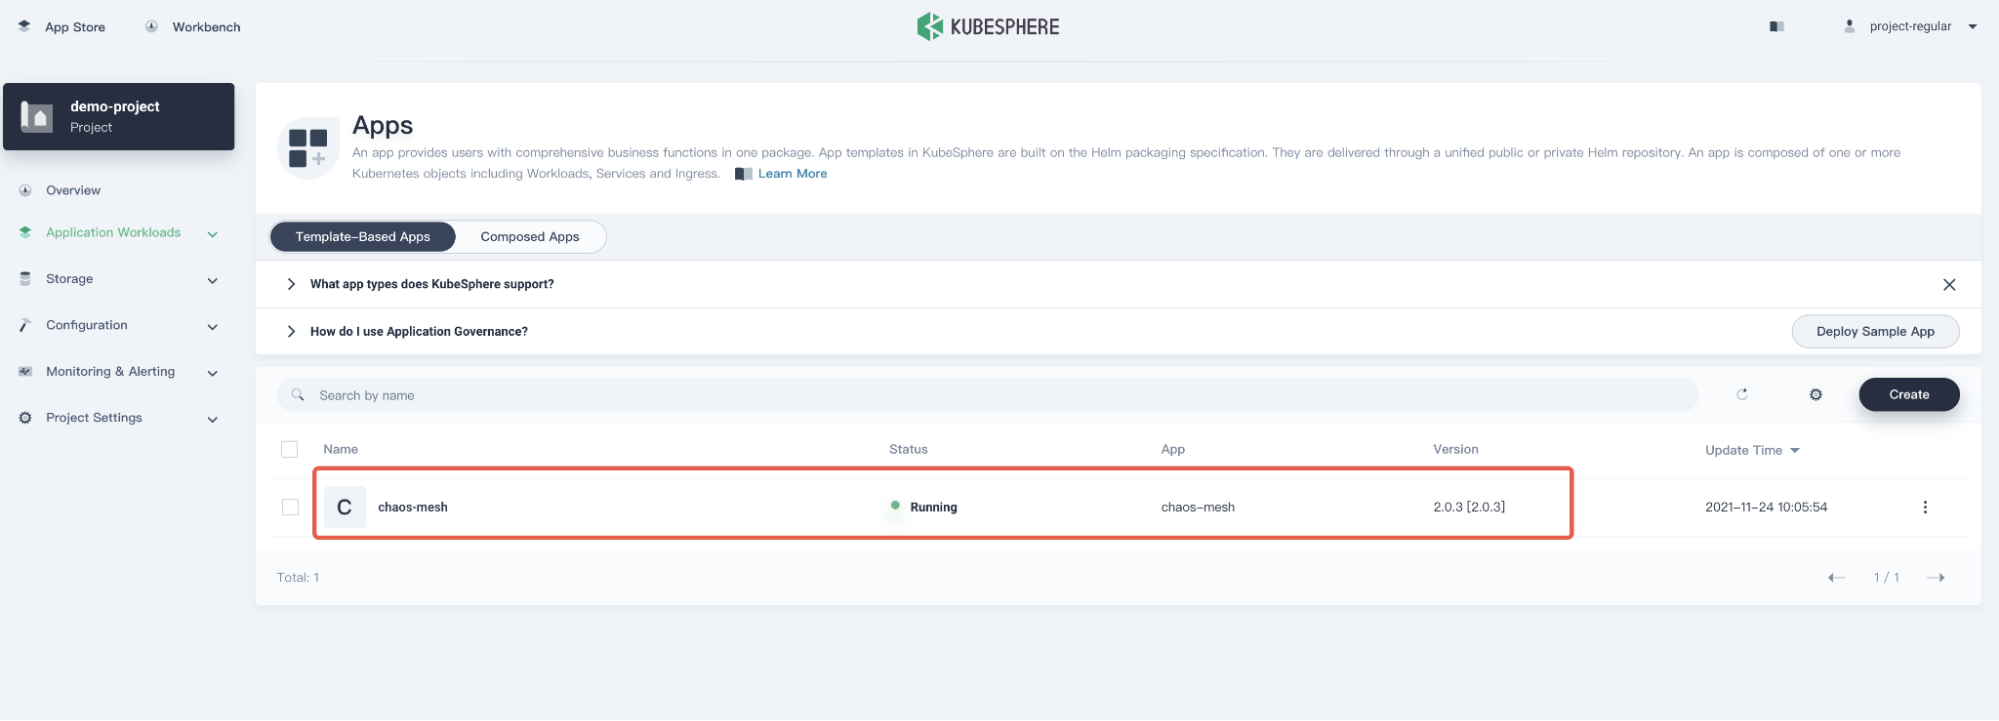 App Store
Workbench
KUBESPHERE
project-regular
demo-project
Project
Overview
Application Workloads
Storage
Configuration
Monitoring & Alerting
Project Settings
Apps
An app provides users with comprehensive business functions in one package. App templates in KubeSphere are built on the Helm packaging specification. They are delivered through a unified public or private Helm repository. An app is composed of one or more
Kubernetes objects including Workloads, Services and Ingress. Learn More
Template-Based Apps
Composed Apps
What app types does KubeSphere support?
How do I use Application Governance?
Deploy Sample App
Search by name
Create
Name Status App Version Update Time
C chaos-mesh Running chaos-mesh 2.0.3 [2.0.3] 2021-11-24 10:05:54
Total: 1
1 / 1